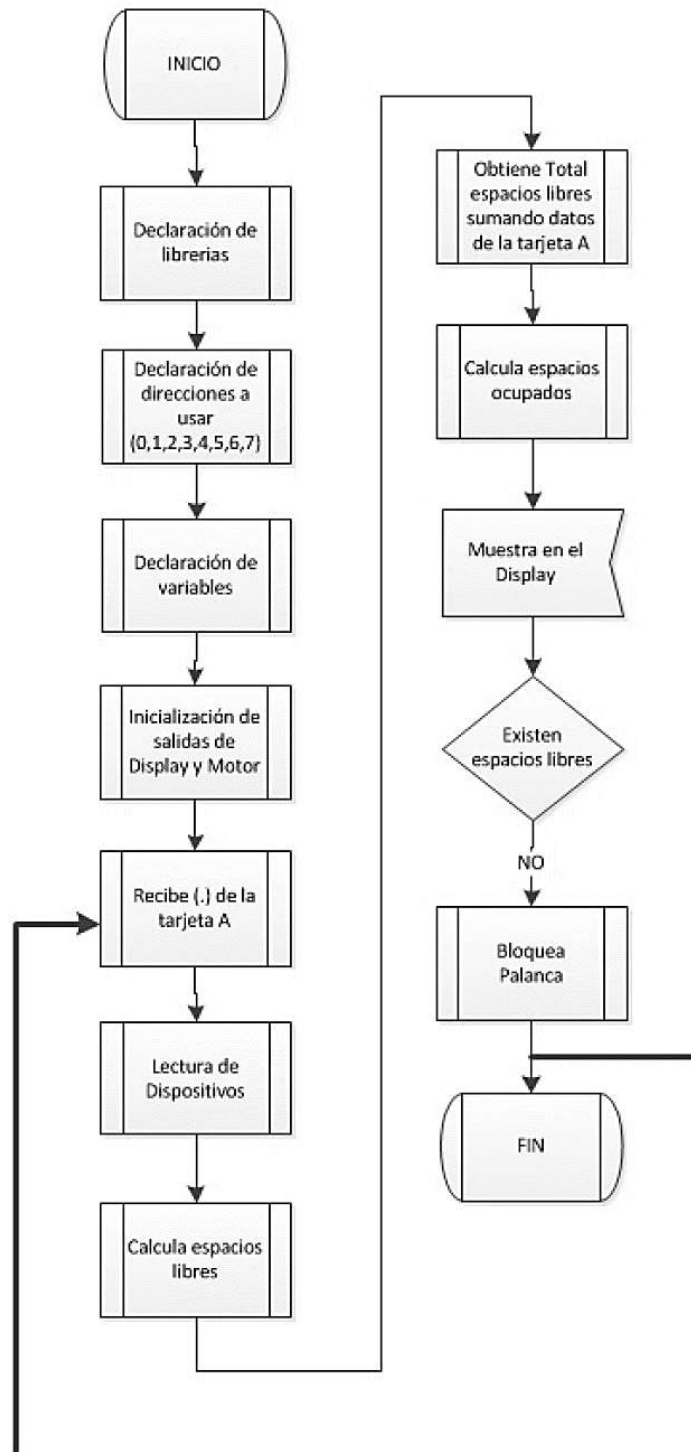 INICIO
Declaración de
librerias
Declaración de
direcciones a
usar
(0,1,2,3,4,5,6,7)
Declaración de
variables
Inicialización de
salidas de
Display y Motor
Recibe (.) de la
tarjeta A
Lectura de
Dispositivos
Calcula espacios
libres
Obtiene Total
espacios libres
sumando datos
de la tarjeta A
Calcula espacios
ocupados
Muestra en el
Display
Existen
espacios libres
NO
Bloquea
Palanca
FIN